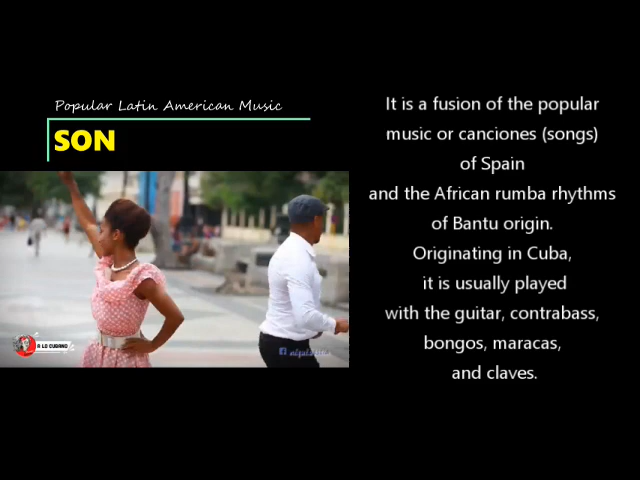 Popular Latin American Music
SON
It is a fusion of the popular
music or canciones (songs)
of Spain
and the African rumba rhythms
of Bantu origin.
Originating in Cuba,
it is usually played
with the guitar, contrabass,
bongos, maracas,
and claves.
A LO CUBANO